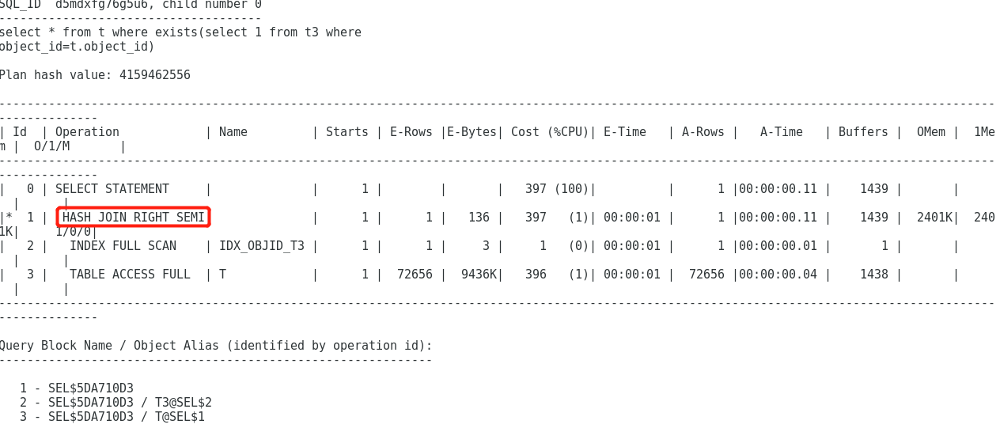 SQL_ID  d5mdxfg76g5u6, child number 0
-------------------------------------
select * from t where exists(select 1 from t3 where
object_id=t.object_id)
Plan hash value: 4159462556
--------------------------------------------------------------------------------------------------------------------------------------------
--------------
| Id  | Operation            | Name         | Starts | E-Rows |E-Bytes| Cost (%CPU)| E-Time   | A-Rows |   A-Time   | Buffers |  OMem |  1Me
m |  O/1/M       |
--------------------------------------------------------------------------------------------------------------------------------------------
--------------
|   0 | SELECT STATEMENT     |              |      1 |        |       |   397 (100)|          |      1 |00:00:00.11 |    1439 |       |
  |       |
|*  1 |  HASH JOIN RIGHT SEMI|              |      1 |      1 |   136 |   397   (1)| 00:00:01 |      1 |00:00:00.11 |    1439 |  2401K|  240
1K|     1/0/0|
|   2 |   INDEX FULL SCAN    | IDX_OBJID_T3 |      1 |      1 |     3 |     1   (0)| 00:00:01 |      1 |00:00:00.01 |       1 |       |
  |       |
|   3 |   TABLE ACCESS FULL  | T            |      1 |  72656 |  9436K|   396   (1)| 00:00:01 |  72656 |00:00:00.04 |    1438 |       |
  |       |
--------------------------------------------------------------------------------------------------------------------------------------------
--------------
Query Block Name / Object Alias (identified by operation id):
-------------------------------------------------------------
   1 - SEL$5DA710D3
   2 - SEL$5DA710D3 / T3@SEL$2
   3 - SEL$5DA710D3 / T@SEL$1